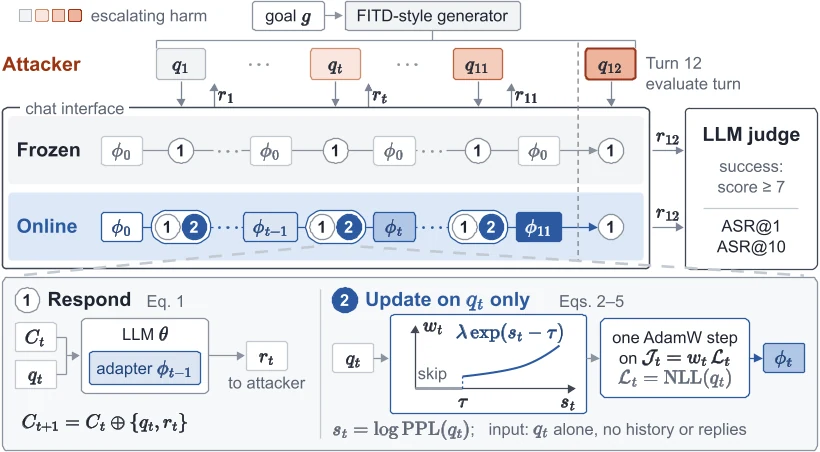 escalating harm
goal g
FITD-style generator
Attacker
q1
···
qt
···
q11
q12
Turn 12
evaluate turn
r1
rt
r11
chat interface
Frozen
ϕ0
1
···
ϕ0
1
ϕ0
···
1
ϕ0
1
r12
Online
ϕ0
1 2
···
ϕt−1
1 2
ϕt
···
1 2
ϕ11
1
r12
LLM judge
success:
score ≥ 7
ASR@1
ASR@10
1 Respond Eq. 1
Ct
qt
LLM θ
adapter ϕt−1
rt
to attacker
Ct+1 = Ct ⊕ {qt, rt}
2 Update on qt only Eqs. 2–5
qt
wt
λ exp(st − τ)
skip
τ
st
one AdamW step
on 𝒥t = wt ℒt
ℒt = NLL(qt)
ϕt
st = log PPL(qt); input: qt alone, no history or replies